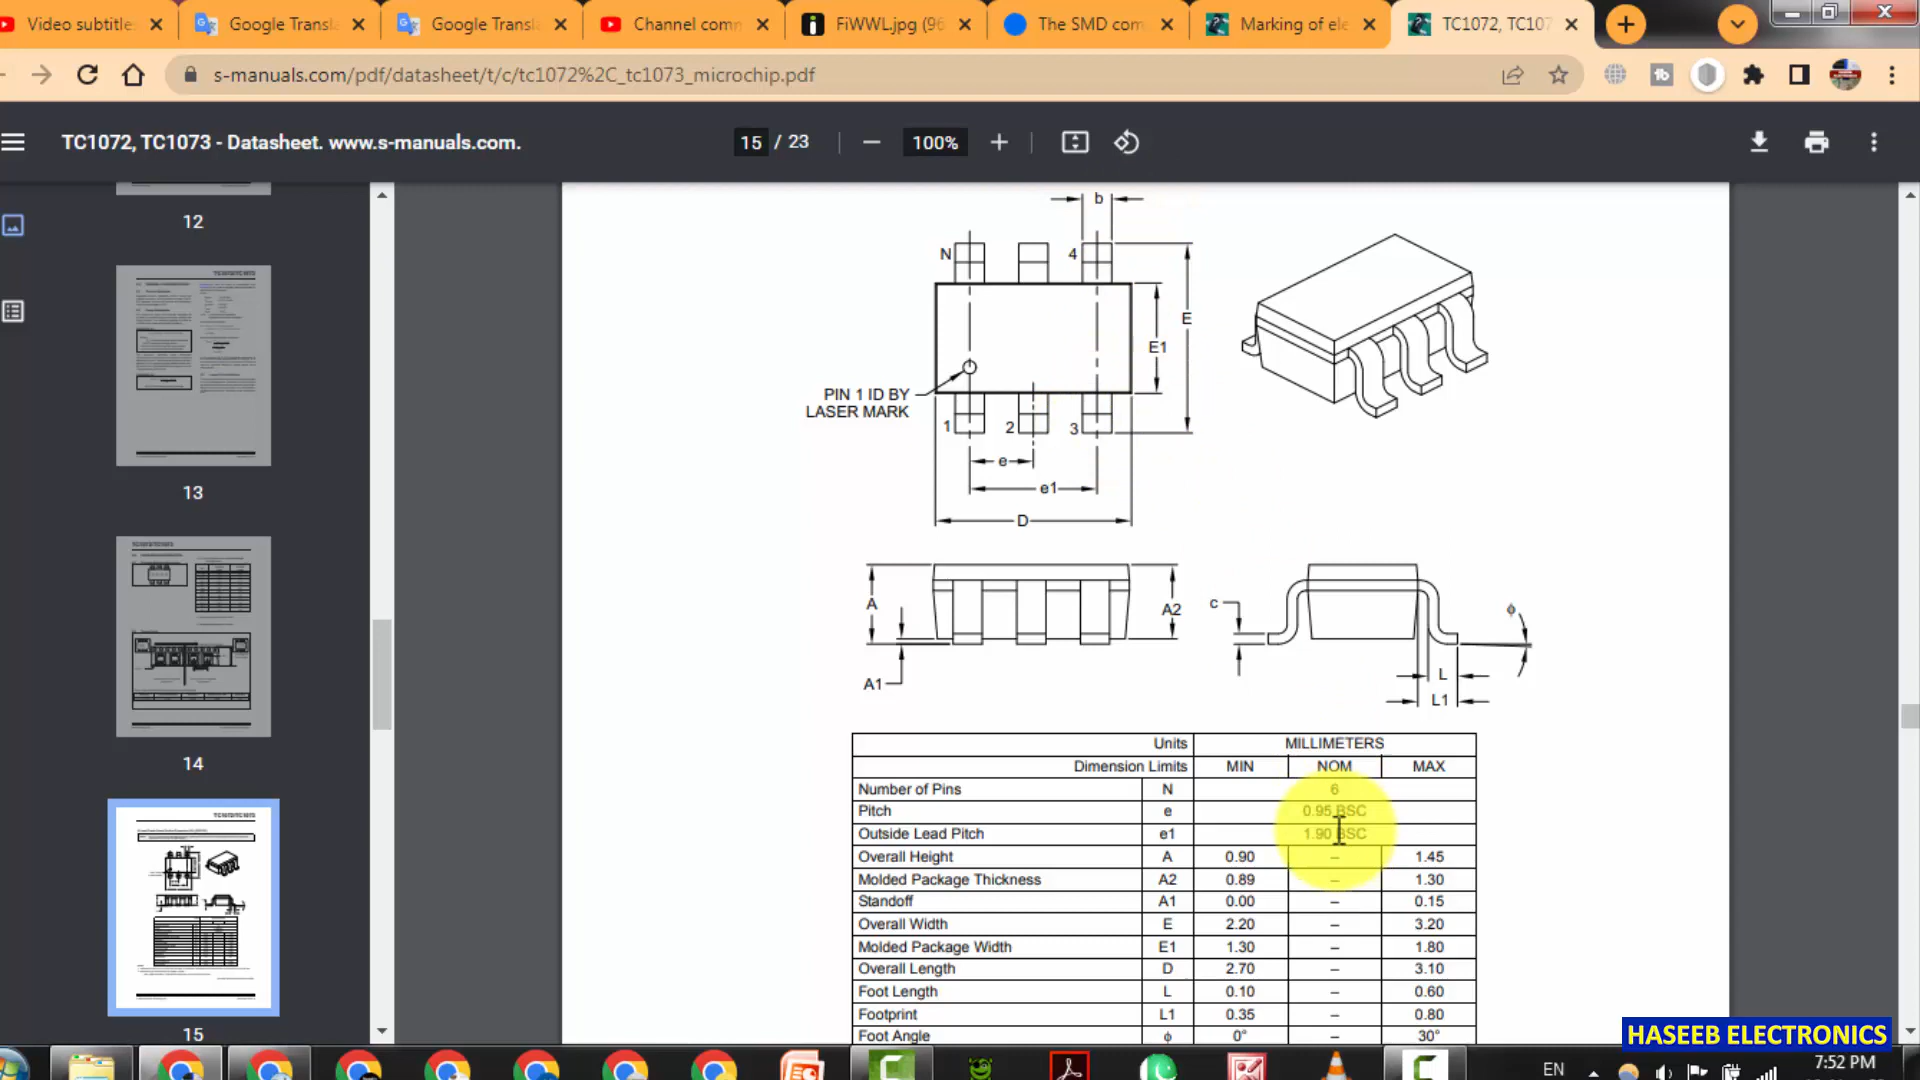 Video subtitles
Google Transl
Google Transl
Channel comm
FiWWL.jpg (96
The SMD com
Marking of ele
TC1072, TC107
s-manuals.com/pdf/datasheet/t/c/tc1072%2C_tc1073_microchip.pdf
TC1072, TC1073 - Datasheet. www.s-manuals.com.
15 / 23
100%
12
13
14
15
b
N
4
E
E1
PIN 1 ID BY
LASER MARK
1
2
3
e
e1
D
A
A2
c
φ
A1
L
L1
Units MILLIMETERS
Dimension Limits MIN NOM MAX
Number of Pins N 6
Pitch e 0.95 BSC
Outside Lead Pitch e1 1.90 BSC
Overall Height A 0.90 – 1.45
Molded Package Thickness A2 0.89 – 1.30
Standoff A1 0.00 – 0.15
Overall Width E 2.20 – 3.20
Molded Package Width E1 1.30 – 1.80
Overall Length D 2.70 – 3.10
Foot Length L 0.10 – 0.60
Footprint L1 0.35 – 0.80
Foot Angle φ 0° – 30°
HASEEB ELECTRONICS
EN
7:52 PM